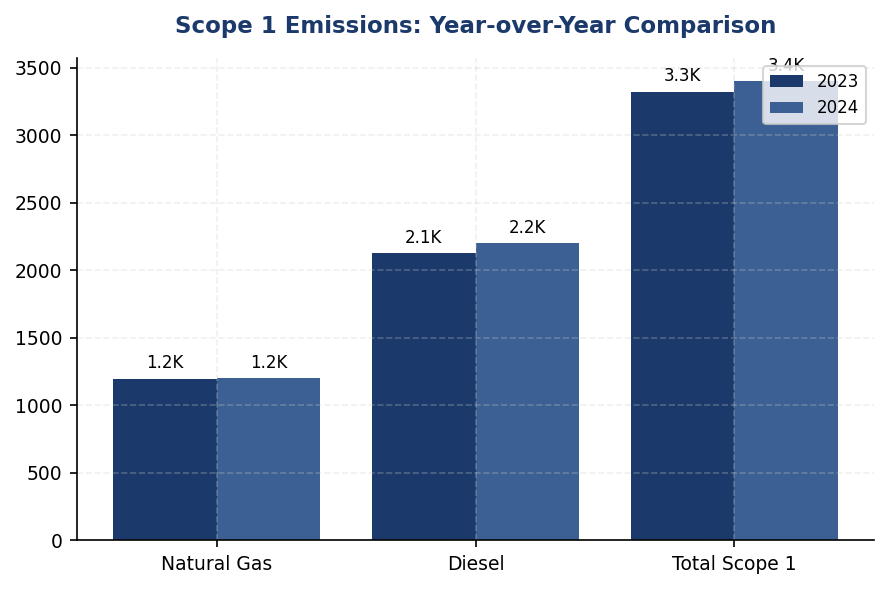 Scope 1 Emissions: Year-over-Year Comparison
3500
3000
2500
2000
1500
1000
500
0
1.2K
1.2K
2.1K
2.2K
3.3K
3.4K
2023
2024
Natural Gas
Diesel
Total Scope 1